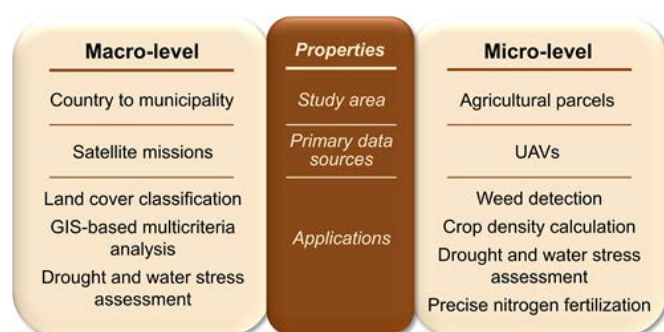 Macro-level
Properties
Micro-level
Country to municipality
Study area
Agricultural parcels
Satellite missions
Primary data
sources
UAVs
Land cover classification
GIS-based multicriteria
analysis
Drought and water stress
assessment
Applications
Weed detection
Crop density calculation
Drought and water stress
assessment
Precise nitrogen fertilization